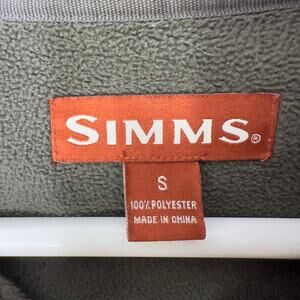 SIMMS®
S
100% POLYESTER
MADE IN CHINA